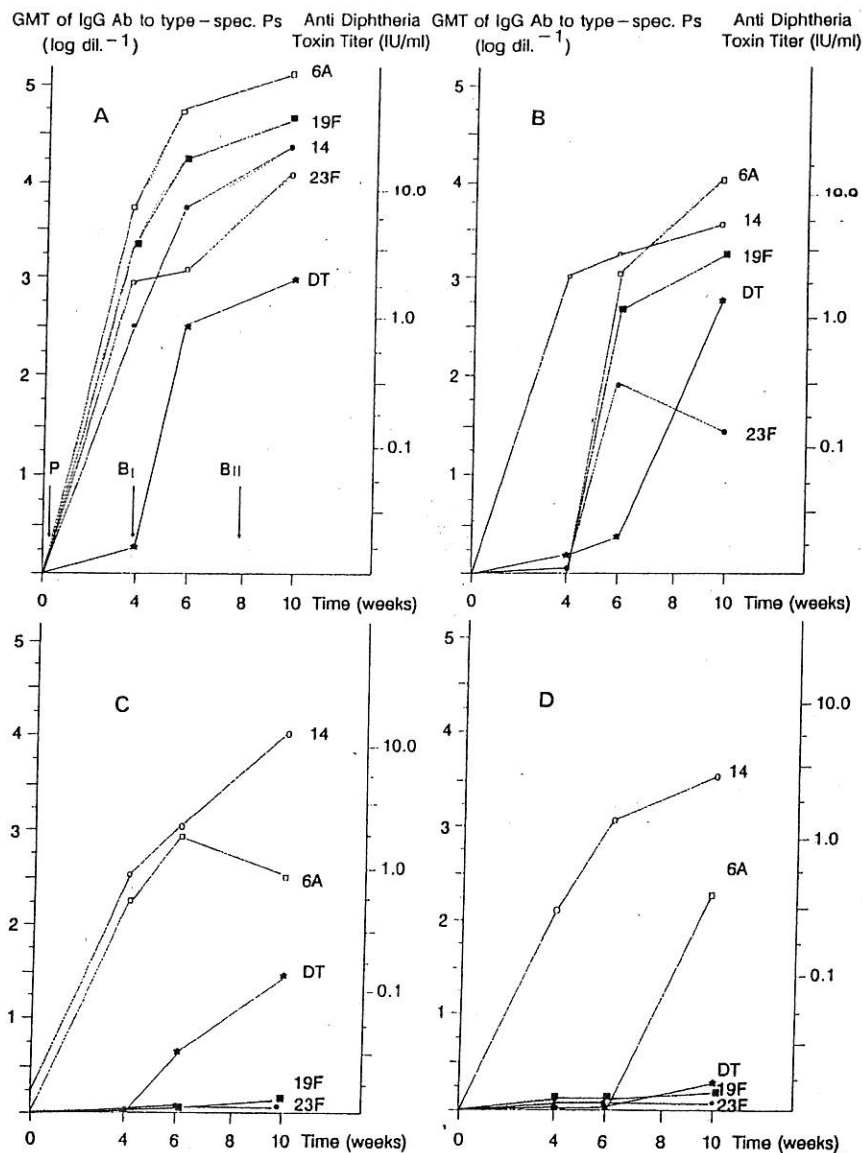 GMT of IgG Ab to type–spec. Ps
(log dil.⁻¹)
Anti Diphtheria
Toxin Titer (IU/ml)
GMT of IgG Ab to type–spec. Ps
(log dil.⁻¹)
Anti Diphtheria
Toxin Titer (IU/ml)
A
5
4
3
2
1
0
6A
19F
14
23F
DT
10.0
1.0
0.1
P
BI
BII
0 4 6 8 10 Time (weeks)
B
5
4
3
2
1
0
6A
14
19F
DT
23F
10.0
1.0
0.1
0 4 6 8 10 Time (weeks)
C
5
4
3
2
1
0
14
6A
DT
19F
23F
10.0
1.0
0.1
0 4 6 8 10 Time (weeks)
D
5
4
3
2
1
0
14
6A
DT
19F
23F
10.0
1.0
0.1
0 4 6 8 10 Time (weeks)